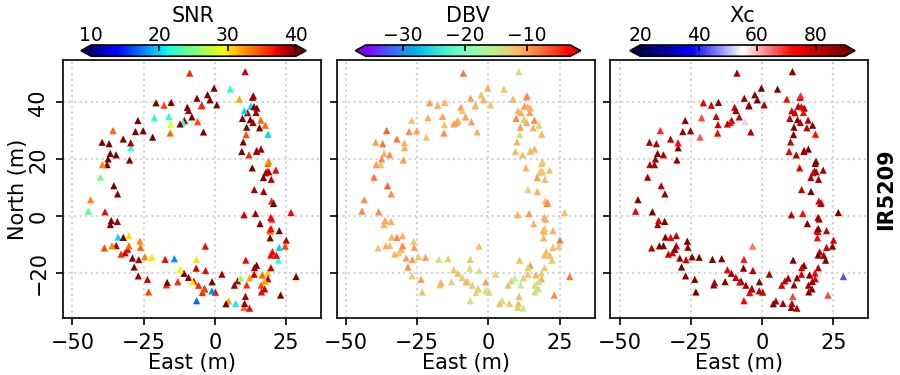 SNR DBV Xc
10 20 30 40 −30 −20 −10 20 40 60 80
40
20
0
−20
North (m)
IR5209
−50 −25 0 25 −50 −25 0 25 −50 −25 0 25
East (m) East (m) East (m)